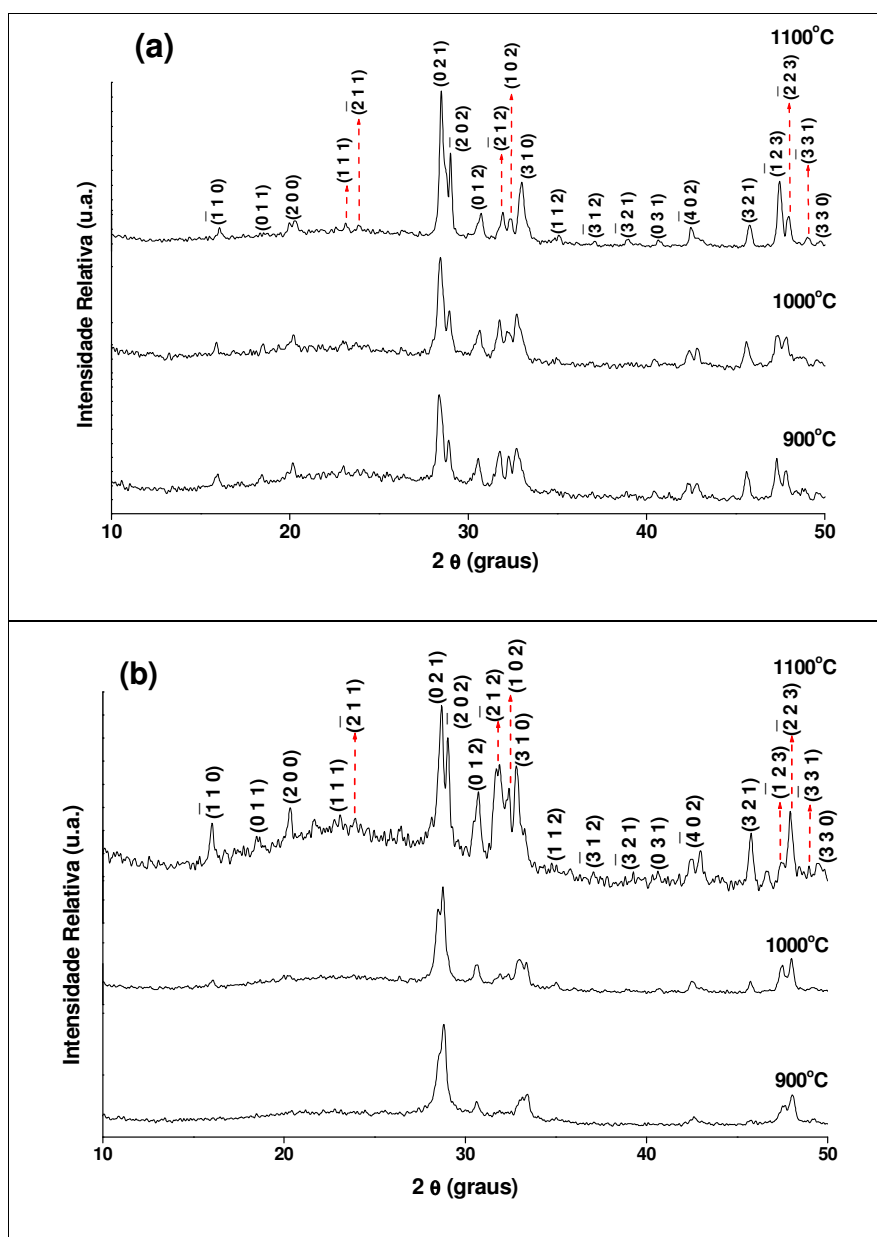 (a)
1100°C
(1̅ 1 0)
(0 1 1)
(2 0 0)
(1 1 1)
(2̅ 1 1)
(0 2 1)
(2̅ 0 2)
(0 1 2)
(2̅ 1 2)
(1 0 2)
(3 1 0)
(1 1 2)
(3̅ 1 2)
(3̅ 2 1)
(0 3 1)
(4̅ 0 2)
(3 2 1)
(1̅ 2 3)
(2̅ 2 3)
(3̅ 3 1)
(3 3 0)
1000°C
900°C
Intensidade Relativa (u.a.)
10 20 30 40 50
2 θ (graus)
(b)
1100°C
(1̅ 1 0)
(0 1 1)
(2 0 0)
(1 1 1)
(2̅ 1 1)
(0 2 1)
(2̅ 0 2)
(0 1 2)
(2̅ 1 2)
(1 0 2)
(3 1 0)
(1 1 2)
(3̅ 1 2)
(3̅ 2 1)
(0 3 1)
(4̅ 0 2)
(3 2 1)
(1̅ 2 3)
(2̅ 2 3)
(3̅ 3 1)
(3 3 0)
1000°C
900°C
Intensidade Relativa (u.a.)
10 20 30 40 50
2 θ (graus)